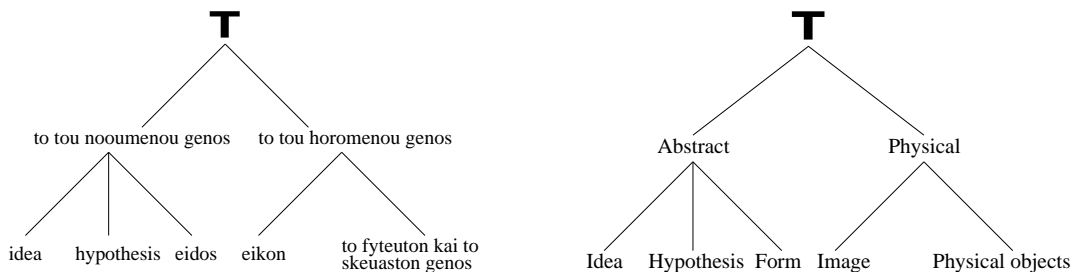 T
to tou nooumenou genos
to tou horomenou genos
idea
hypothesis
eidos
eikon
to fyteuton kai to
skeuaston genos
T
Abstract
Physical
Idea
Hypothesis
Form
Image
Physical objects